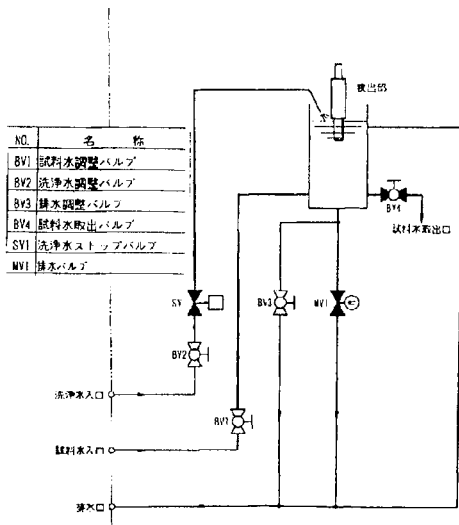 検出部
NO. 名 称
BV1 試料水調整バルブ
BV2 洗浄水調整バルブ
BV3 排水調整バルブ
BV4 試料水取出バルブ
SV1 洗浄水ストップバルブ
MV1 排水バルブ
BV4
試料水取出口
SV
BV3
MV1
BV2
洗浄水入口
BV1
試料水入口
排水口